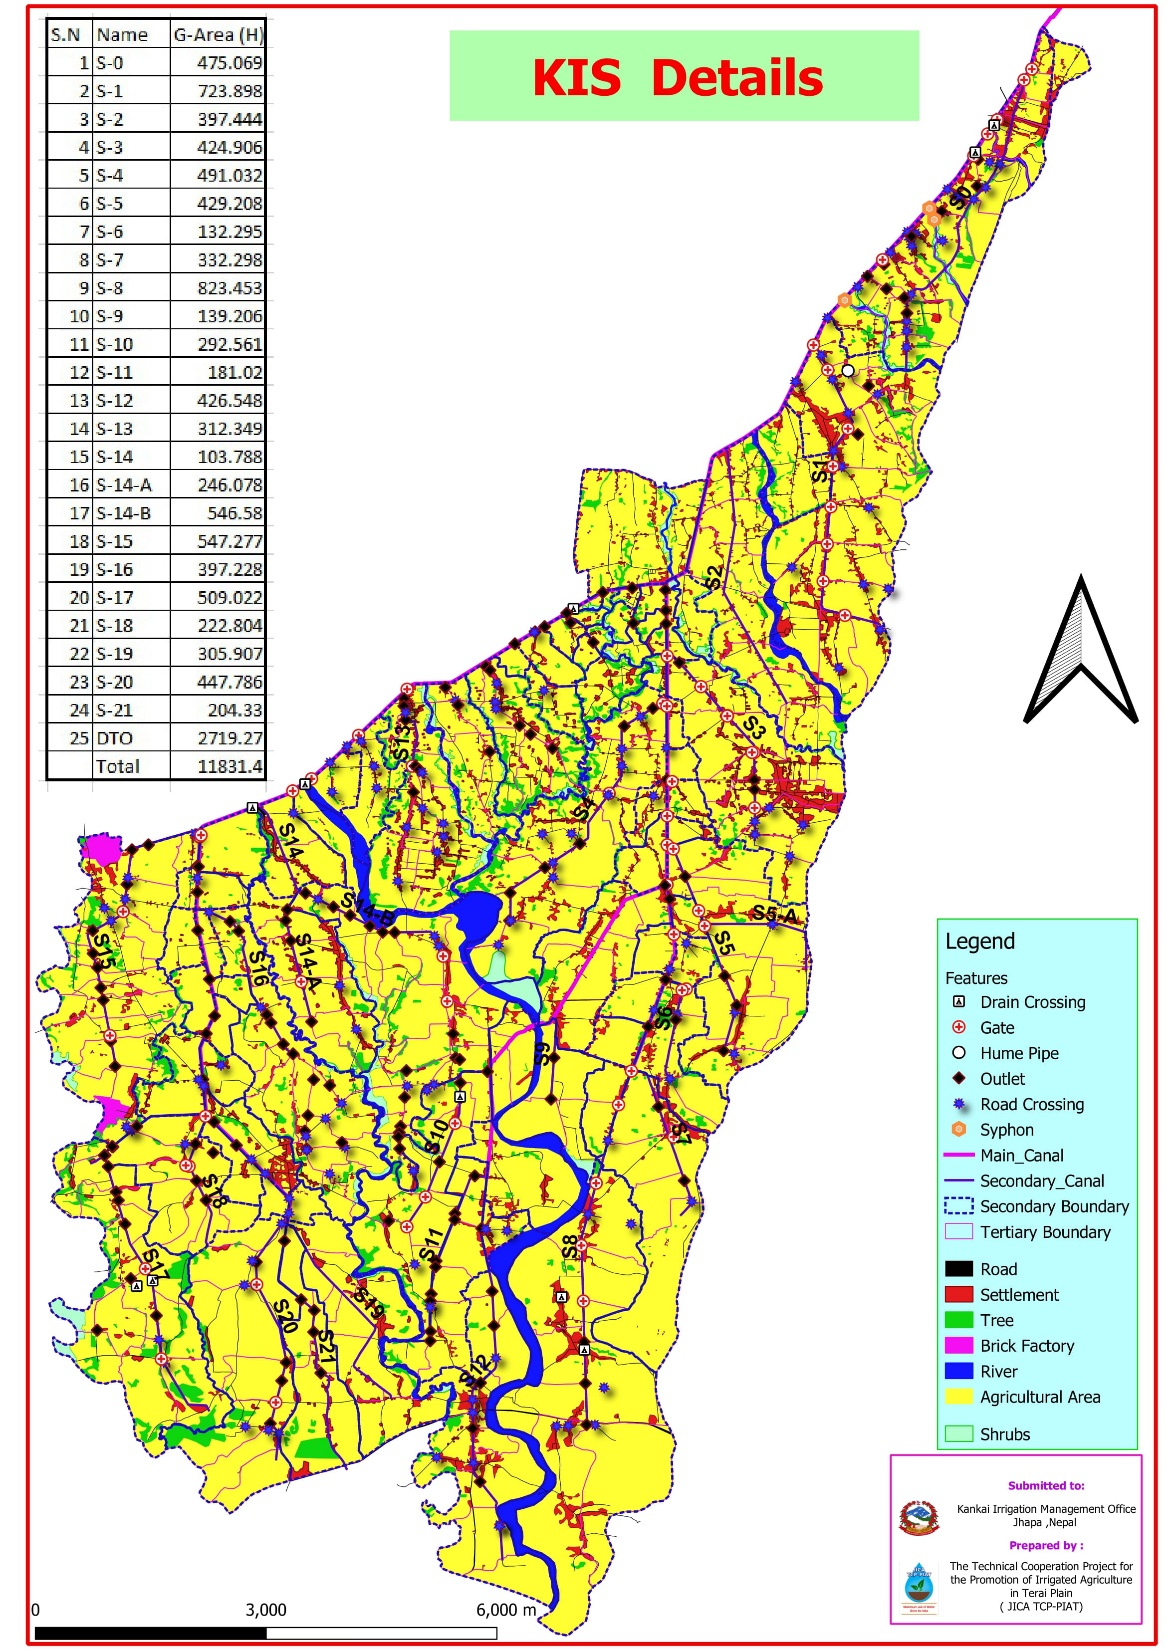 S.N Name G-Area (H)
1 S-0 475.069
2 S-1 723.898
3 S-2 397.444
4 S-3 424.906
5 S-4 491.032
6 S-5 429.208
7 S-6 132.295
8 S-7 332.298
9 S-8 823.453
10 S-9 139.206
11 S-10 292.561
12 S-11 181.02
13 S-12 426.548
14 S-13 312.349
15 S-14 103.788
16 S-14-A 246.078
17 S-14-B 546.58
18 S-15 547.277
19 S-16 397.228
20 S-17 509.022
21 S-18 222.804
22 S-19 305.907
23 S-20 447.786
24 S-21 204.33
25 DTO 2719.27
Total 11831.4
KIS Details
S0
S1
S2
S3
S13
S4
S14
S14-B
S5-A
S5
S15
S16
S14-A
S6
S9
S10
S18
S11
S8
S17
S19
S20
S21
S12
Legend
Features
Drain Crossing
Gate
Hume Pipe
Outlet
Road Crossing
Syphon
Main_Canal
Secondary_Canal
Secondary Boundary
Tertiary Boundary
Road
Settlement
Tree
Brick Factory
River
Agricultural Area
Shrubs
Submitted to:
Kankai Irrigation Management Office
Jhapa ,Nepal
Prepared by :
The Technical Cooperation Project for
the Promotion of Irrigated Agriculture
in Terai Plain
( JICA TCP-PIAT)
0 3,000 6,000 m